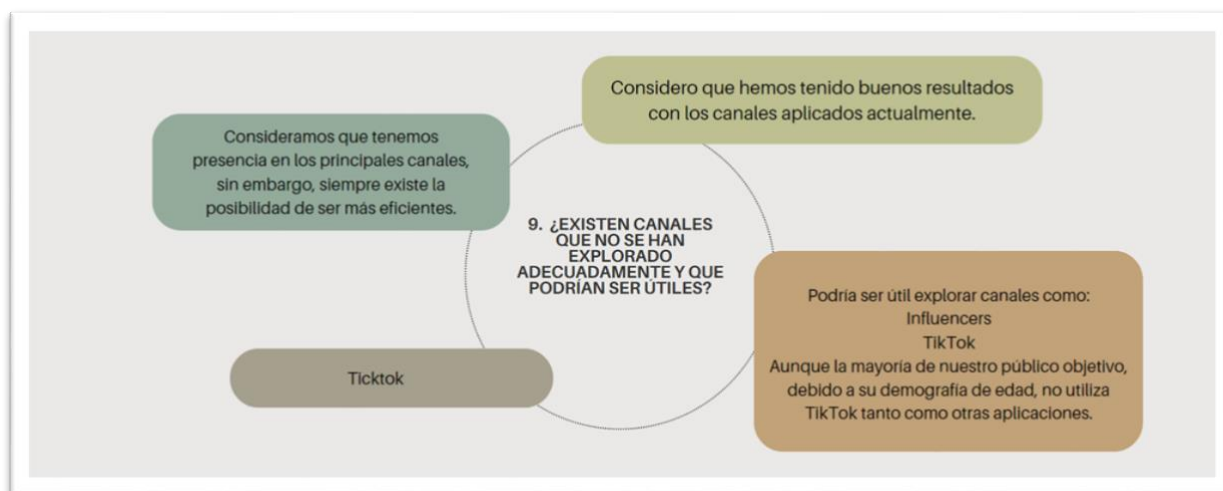 Considero que hemos tenido buenos resultados
con los canales aplicados actualmente.
Consideramos que tenemos
presencia en los principales canales,
sin embargo, siempre existe la
posibilidad de ser más eficientes.
9. ¿EXISTEN CANALES
QUE NO SE HAN
EXPLORADO
ADECUADAMENTE Y QUE
PODRÍAN SER ÚTILES?
Podría ser útil explorar canales como:
Influencers
TikTok
Aunque la mayoría de nuestro público objetivo,
debido a su demografía de edad, no utiliza
TikTok tanto como otras aplicaciones.
Ticktok